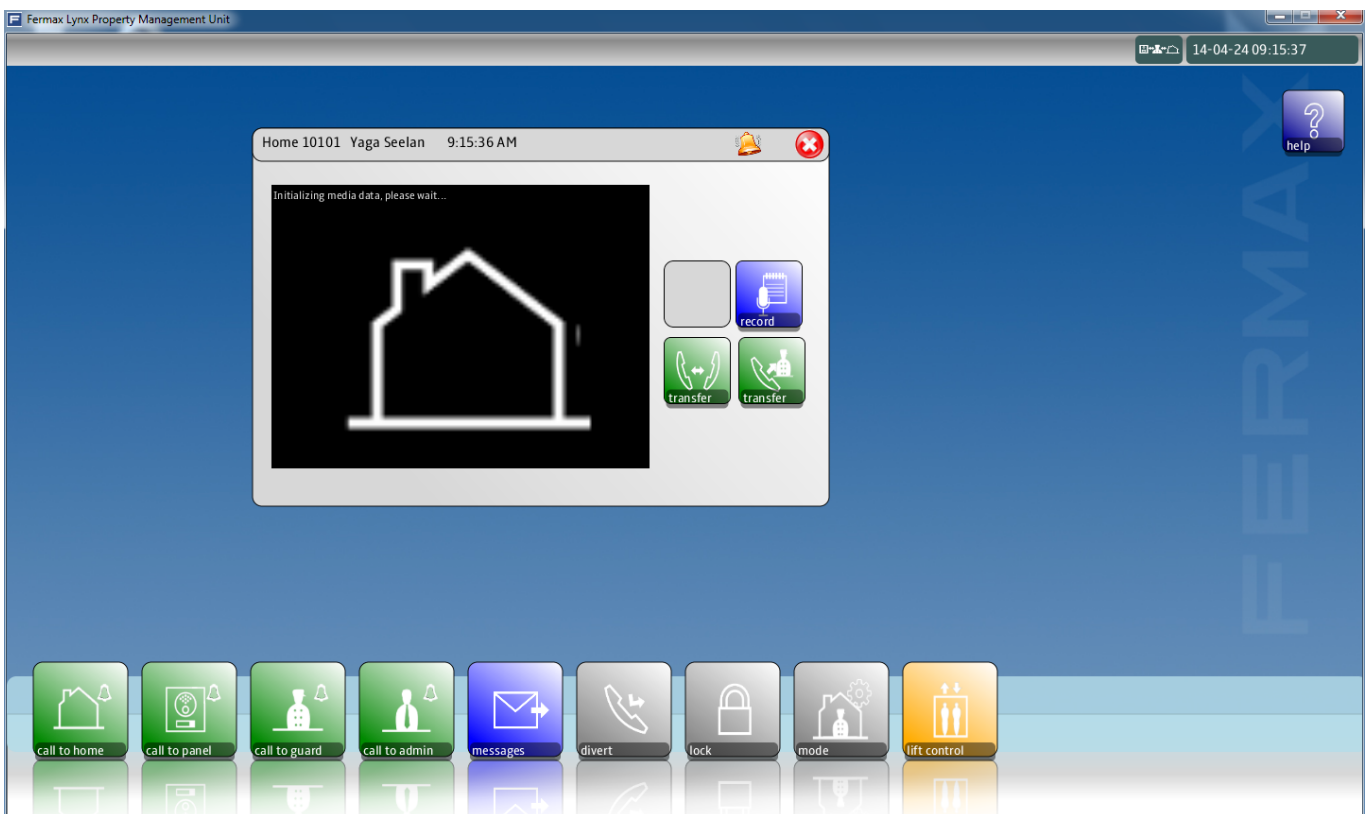 Fermax Lynx Property Management Unit
14-04-24 09:15:37
help
Home 10101 Yaga Seelan 9:15:36 AM
Initializing media data, please wait...
record
transfer transfer
FERMAX
call to home call to panel call to guard call to admin messages divert lock mode lift control